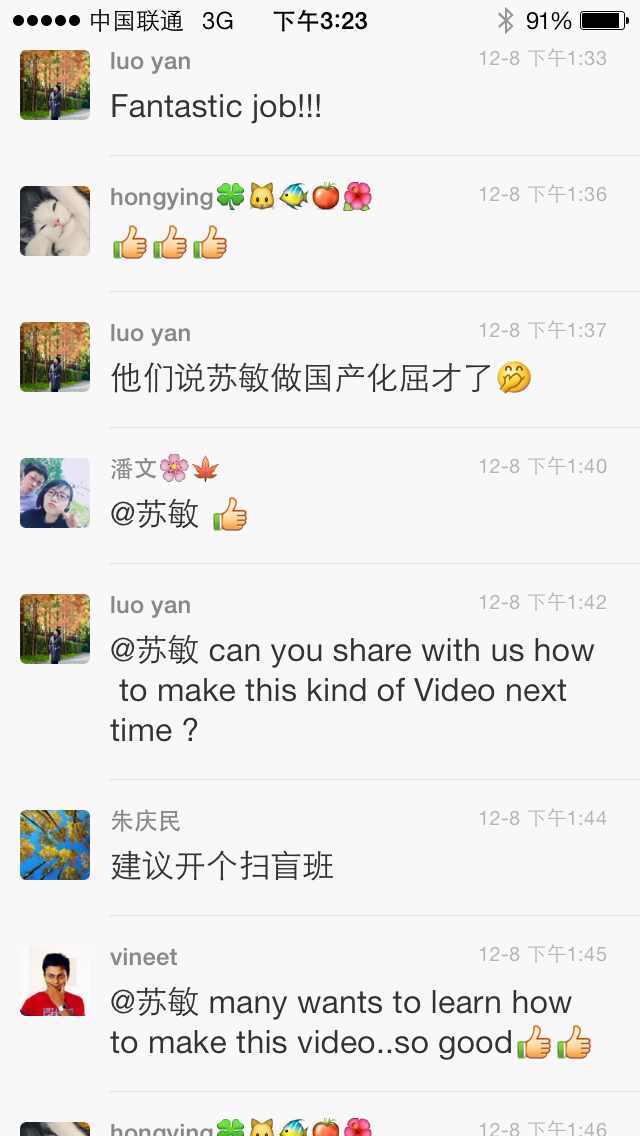 中国联通 3G 下午3:23 91%
luo yan 12-8 下午1:33
Fantastic job!!!
hongying🍀🐱🐠🍅🌺 12-8 下午1:36
👍👍👍
luo yan 12-8 下午1:37
他们说苏敏做国产化屈才了🤭
潘文🌸🍁 12-8 下午1:40
@苏敏 👍
luo yan 12-8 下午1:42
@苏敏 can you share with us how
to make this kind of Video next
time ?
朱庆民 12-8 下午1:44
建议开个扫盲班
vineet 12-8 下午1:45
@苏敏 many wants to learn how
to make this video..so good👍👍
hongying🍀🐱🐠🍅🌺 12-8 下午1:46